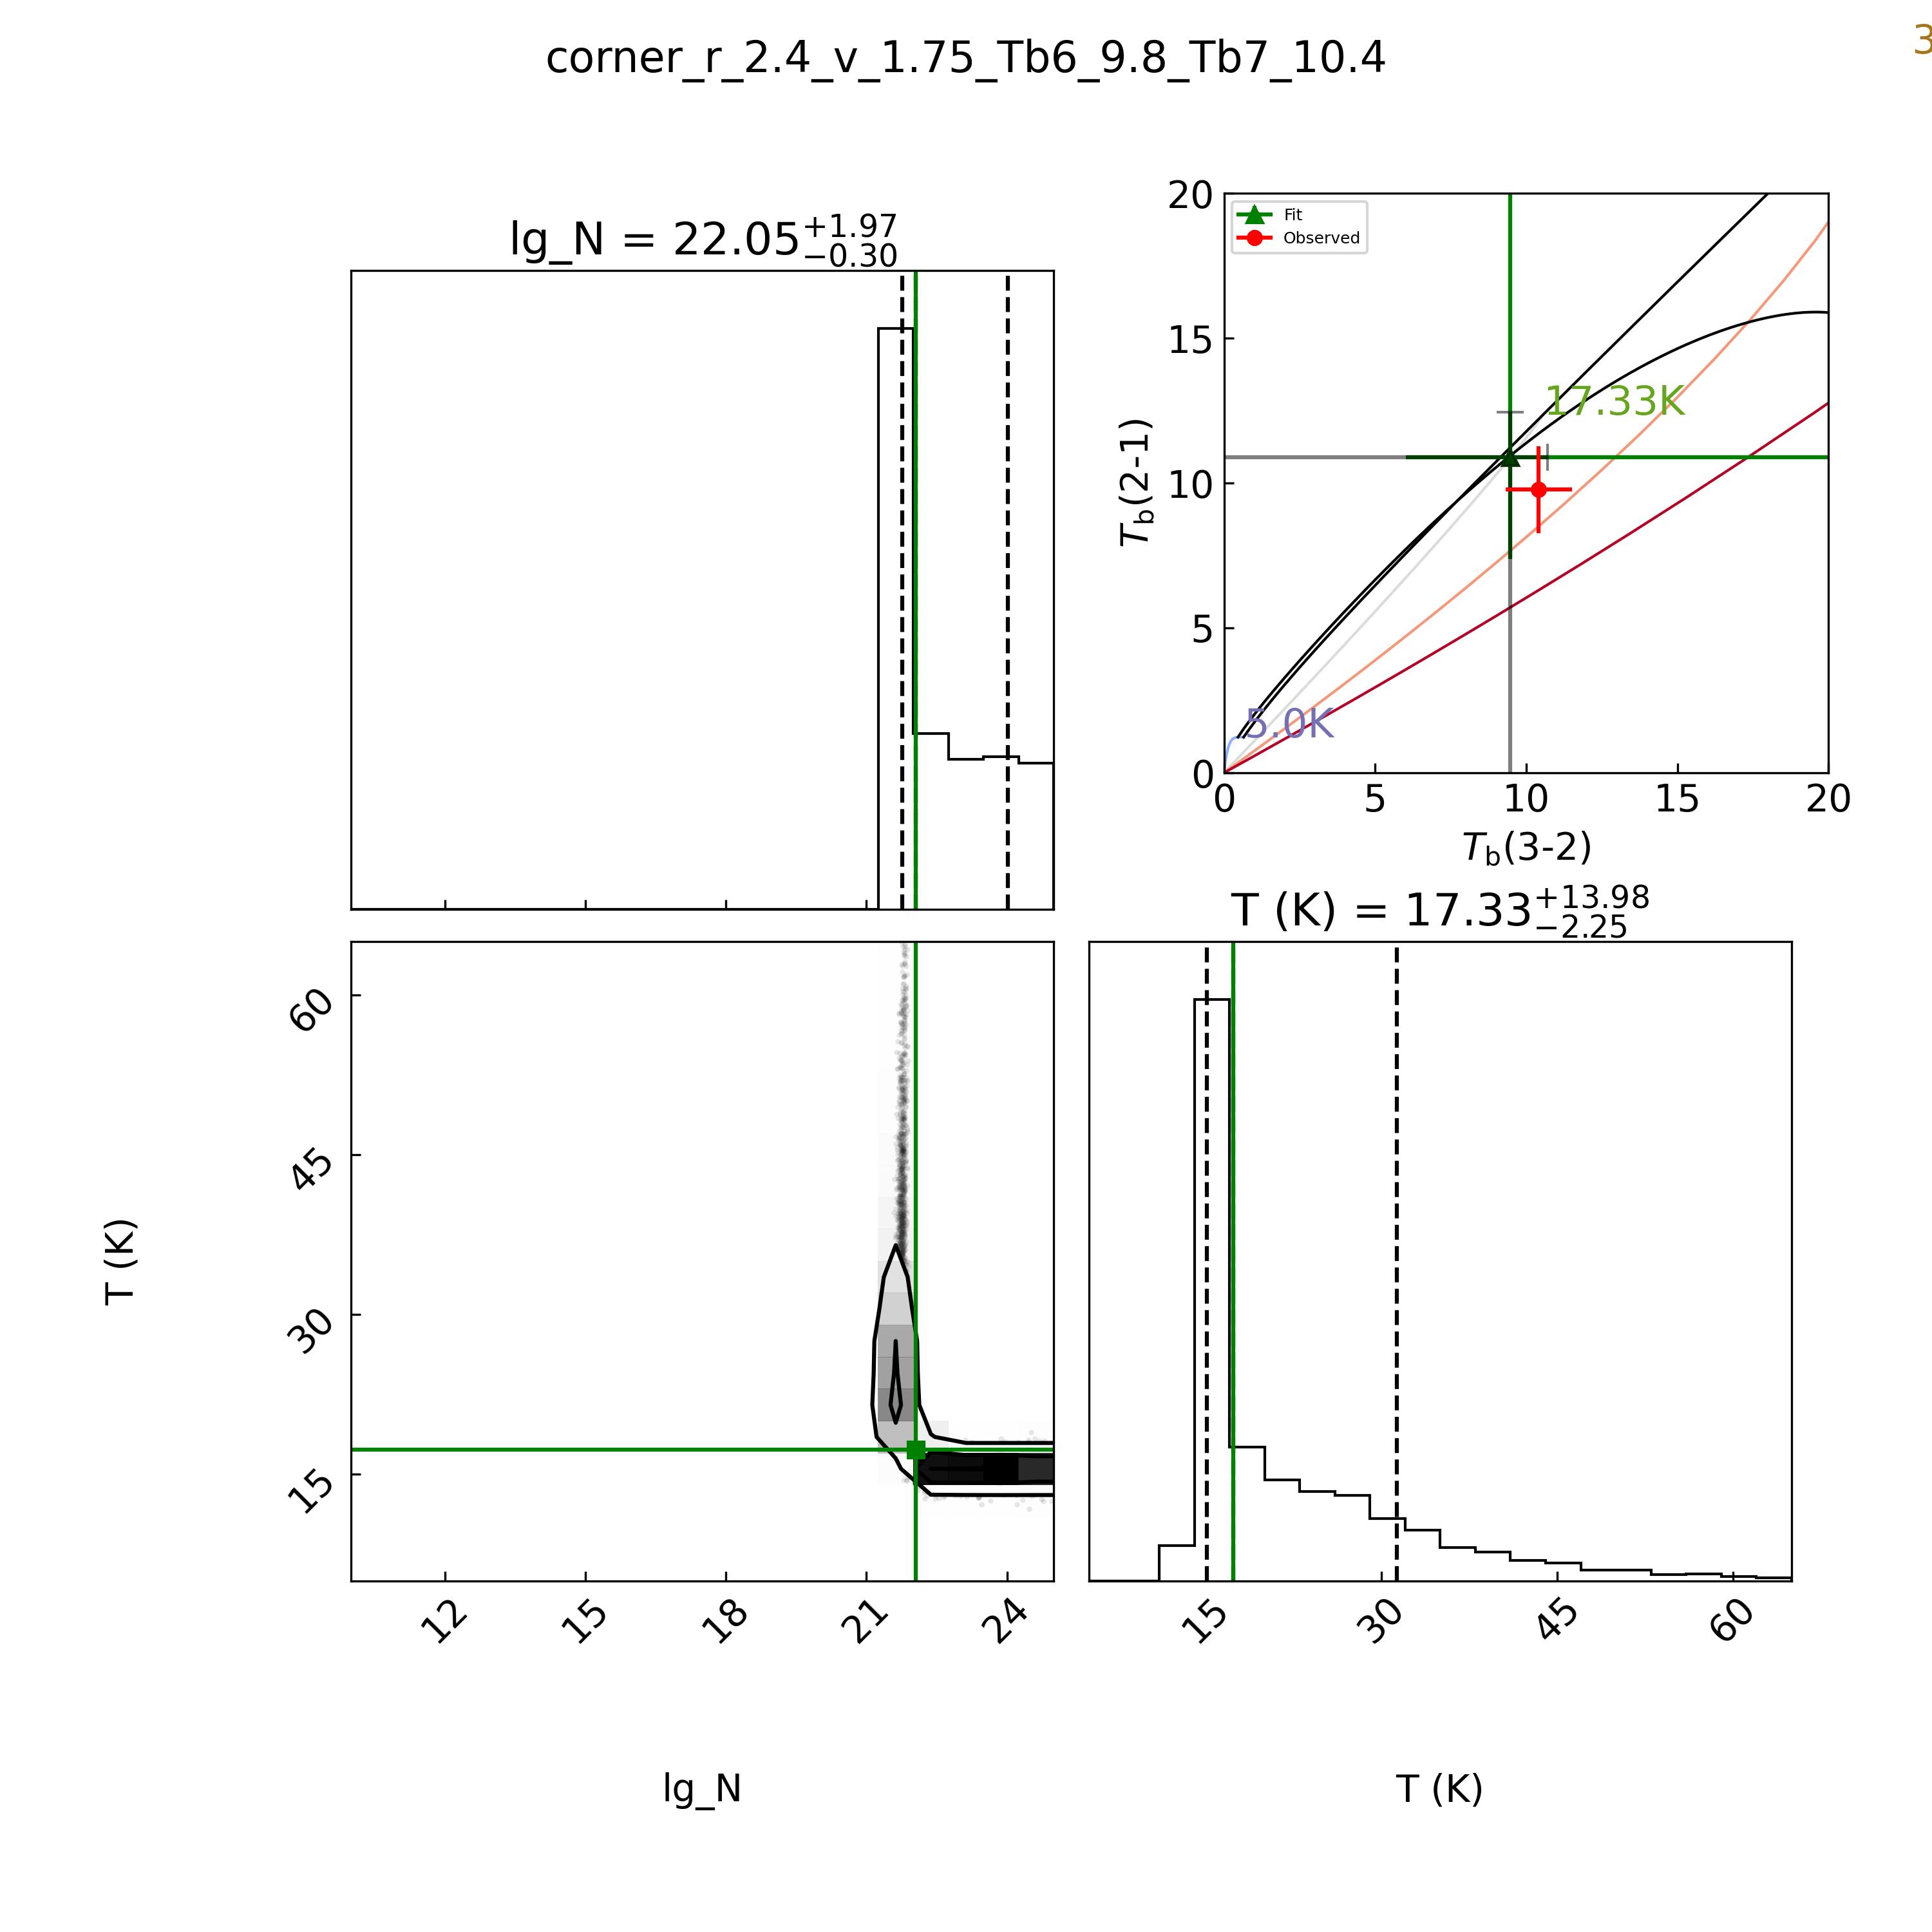 corner_r_2.4_v_1.75_Tb6_9.8_Tb7_10.4
3
lg_N = 22.05+1.97−0.30
20
15
10
5
0
Fit
Observed
17.33K
5.0K
Tb(2-1)
0 5 10 15 20
Tb(3-2)
T (K) = 17.33+13.98−2.25
60
45
30
15
T (K)
12 15 18 21 24
lg_N
15 30 45 60
T (K)